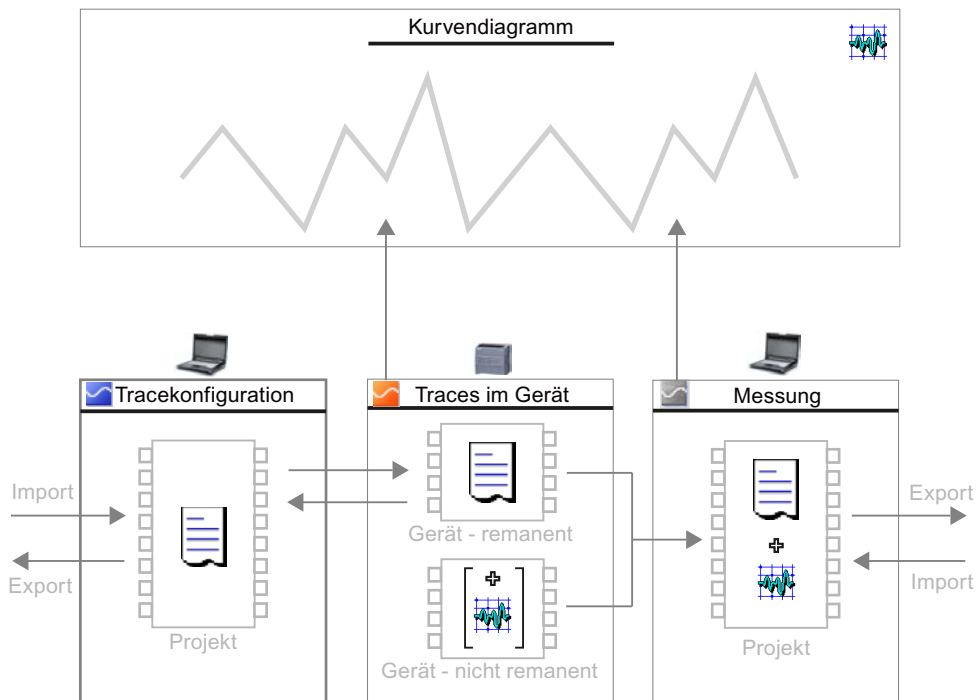 Kurvendiagramm
Tracekonfiguration
Traces im Gerät
Messung
Import
Export
Projekt
Gerät - remanent
Gerät - nicht remanent
Export
Import
Projekt